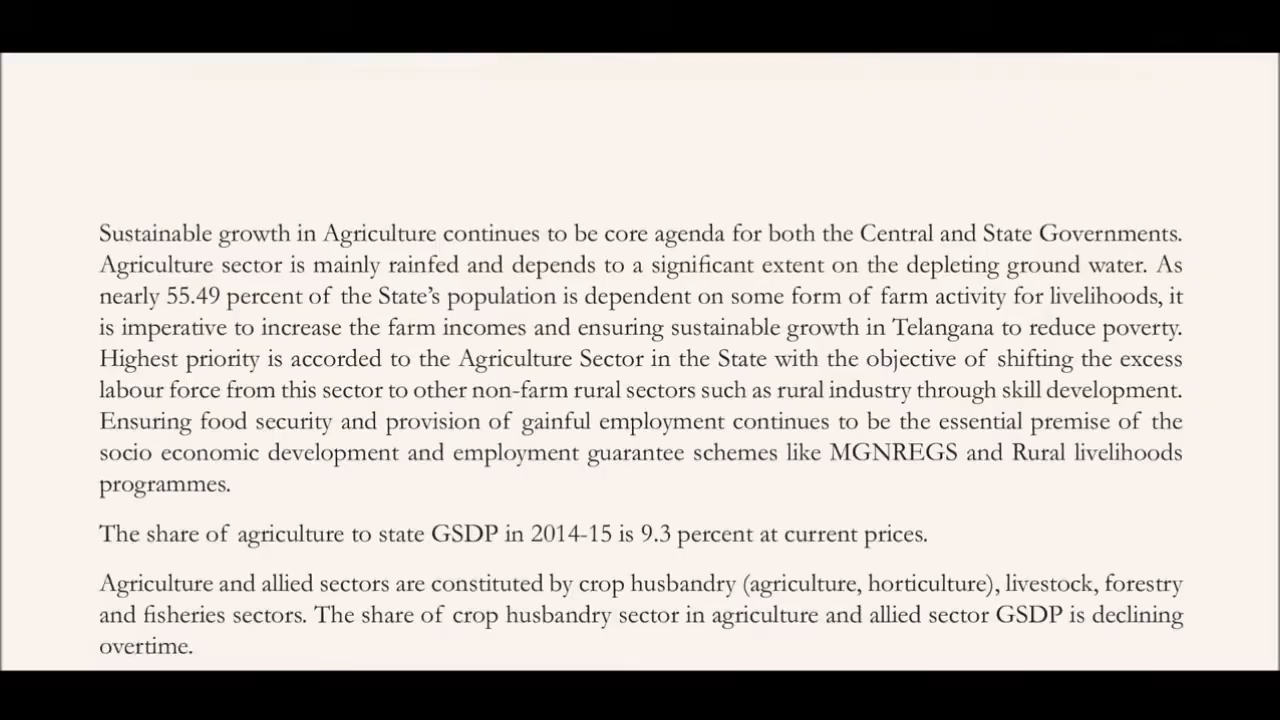 Sustainable growth in Agriculture continues to be core agenda for both the Central and State Governments.
Agriculture sector is mainly rainfed and depends to a significant extent on the depleting ground water. As
nearly 55.49 percent of the State’s population is dependent on some form of farm activity for livelihoods, it
is imperative to increase the farm incomes and ensuring sustainable growth in Telangana to reduce poverty.
Highest priority is accorded to the Agriculture Sector in the State with the objective of shifting the excess
labour force from this sector to other non-farm rural sectors such as rural industry through skill development.
Ensuring food security and provision of gainful employment continues to be the essential premise of the
socio economic development and employment guarantee schemes like MGNREGS and Rural livelihoods
programmes.
The share of agriculture to state GSDP in 2014-15 is 9.3 percent at current prices.
Agriculture and allied sectors are constituted by crop husbandry (agriculture, horticulture), livestock, forestry
and fisheries sectors. The share of crop husbandry sector in agriculture and allied sector GSDP is declining
overtime.